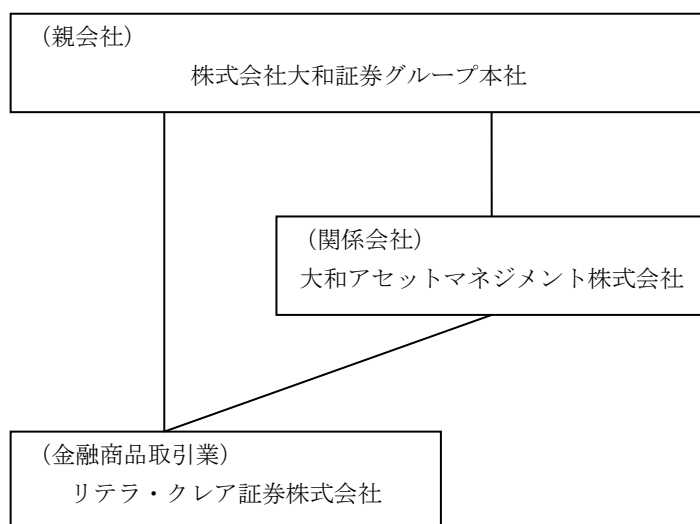 （親会社）
株式会社大和証券グループ本社
（関係会社）
大和アセットマネジメント株式会社
（金融商品取引業）
リテラ・クレア証券株式会社